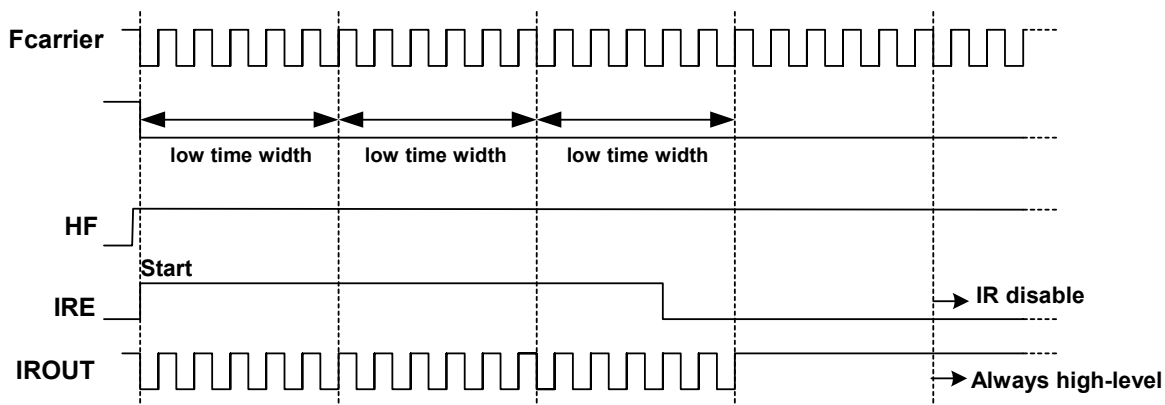 Fcarrier
low time width low time width low time width
HF
Start
IRE
IR disable
IROUT
Always high-level